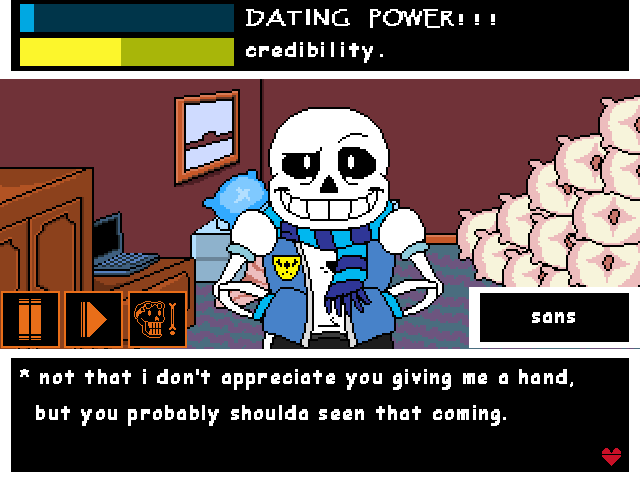 DATING POWER!!!
credibility.
sans
* not that i don't appreciate you giving me a hand,
but you probably shoulda seen that coming.